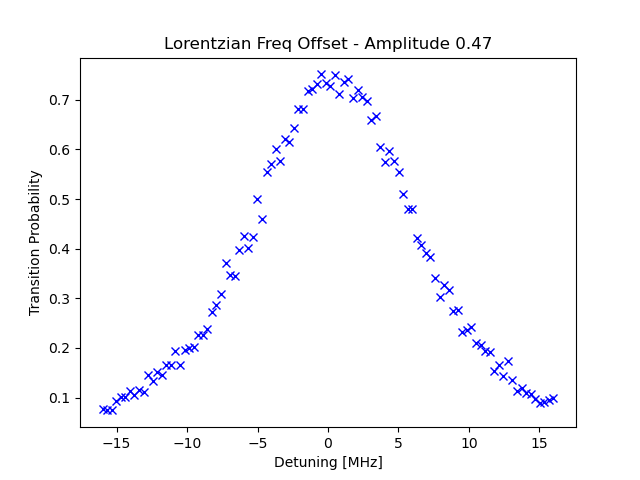 Lorentzian Freq Offset - Amplitude 0.47
Transition Probability
0.7
0.6
0.5
0.4
0.3
0.2
0.1
−15 −10 −5 0 5 10 15
Detuning [MHz]